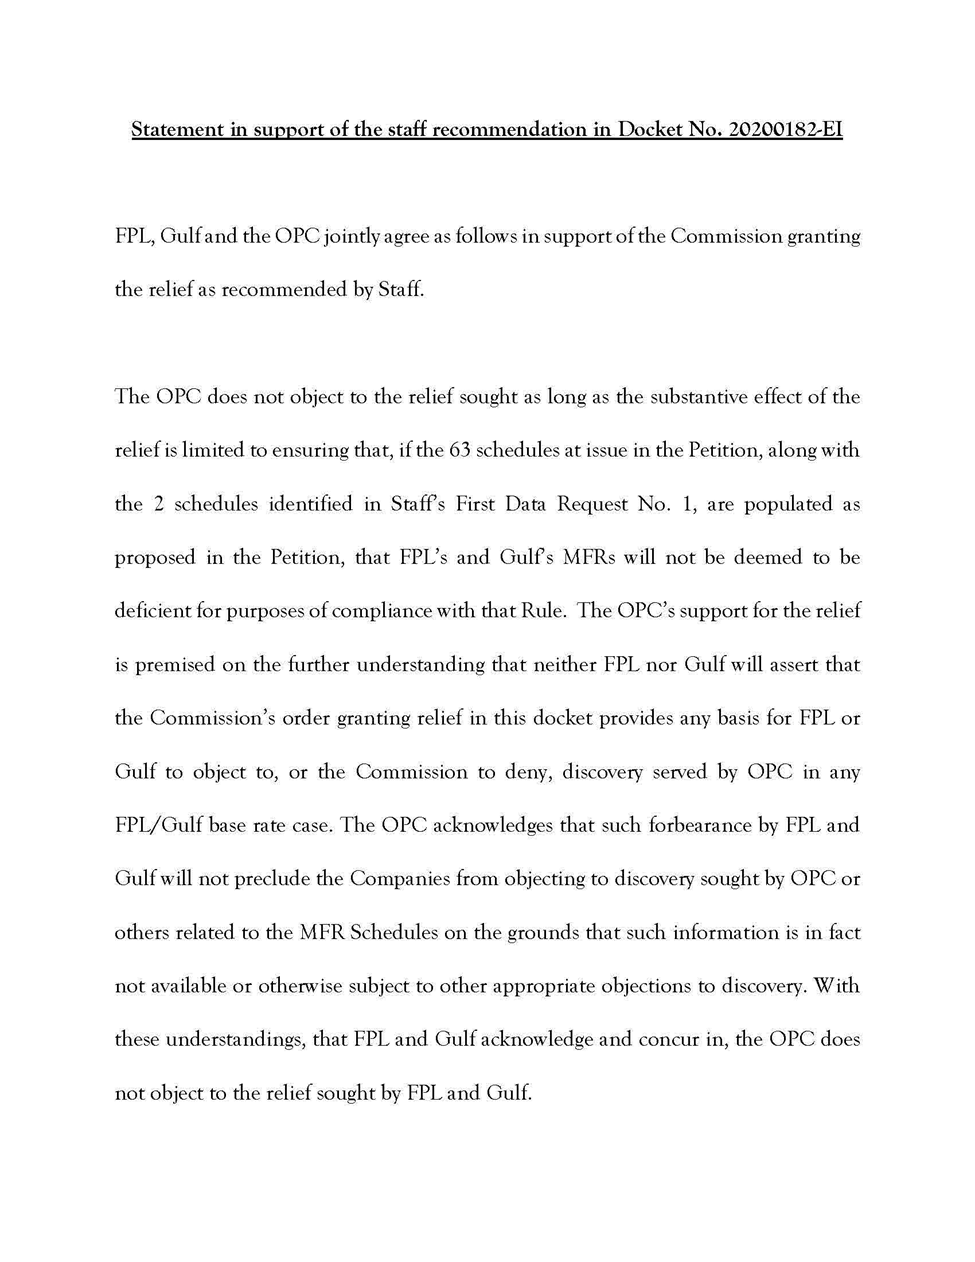 Statement in support of the staff recommendation in Docket No. 20200182-EI
FPL, Gulf and the OPC jointly agree as follows in support of the Commission granting
the relief as recommended by Staff.
The OPC does not object to the relief sought as long as the substantive effect of the
relief is limited to ensuring that, if the 63 schedules at issue in the Petition, along with
the 2 schedules identified in Staff's First Data Request No. 1, are populated as
proposed in the Petition, that FPL's and Gulf's MFRs will not be deemed to be
deficient for purposes of compliance with that Rule. The OPC's support for the relief
is premised on the further understanding that neither FPL nor Gulf will assert that
the Commission's order granting relief in this docket provides any basis for FPL or
Gulf to object to, or the Commission to deny, discovery served by OPC in any
FPL/Gulf base rate case. The OPC acknowledges that such forbearance by FPL and
Gulf will not preclude the Companies from objecting to discovery sought by OPC or
others related to the MFR Schedules on the grounds that such information is in fact
not available or otherwise subject to other appropriate objections to discovery. With
these understandings, that FPL and Gulf acknowledge and concur in, the OPC does
not object to the relief sought by FPL and Gulf.